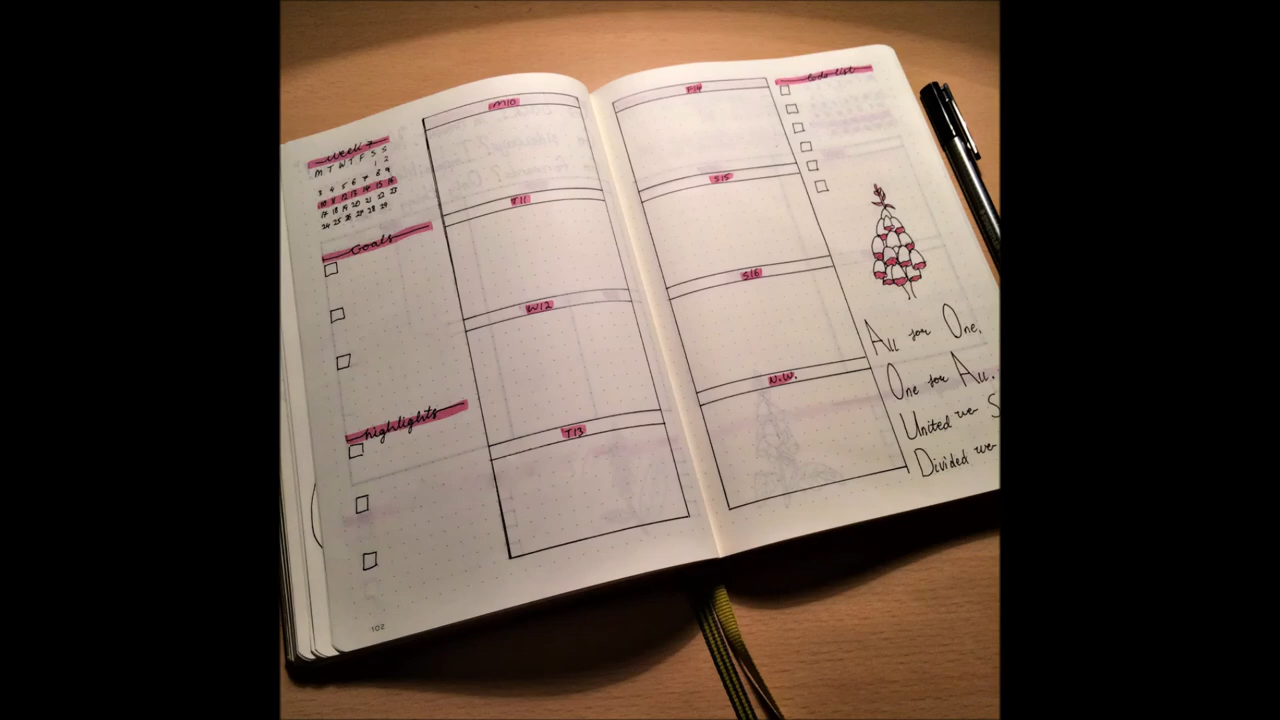 Week 7
M T W T F S S
1 2
3 4 5 6 7 8 9
10 11 12 13 14 15 16
17 18 19 20 21 22 23
24 25 26 27 28 29
Goals
highlights
102
M10
T11
W12
T13
F14
S15
S16
N.W.
todo list
All for One,
One for All.
United we S
Divided we